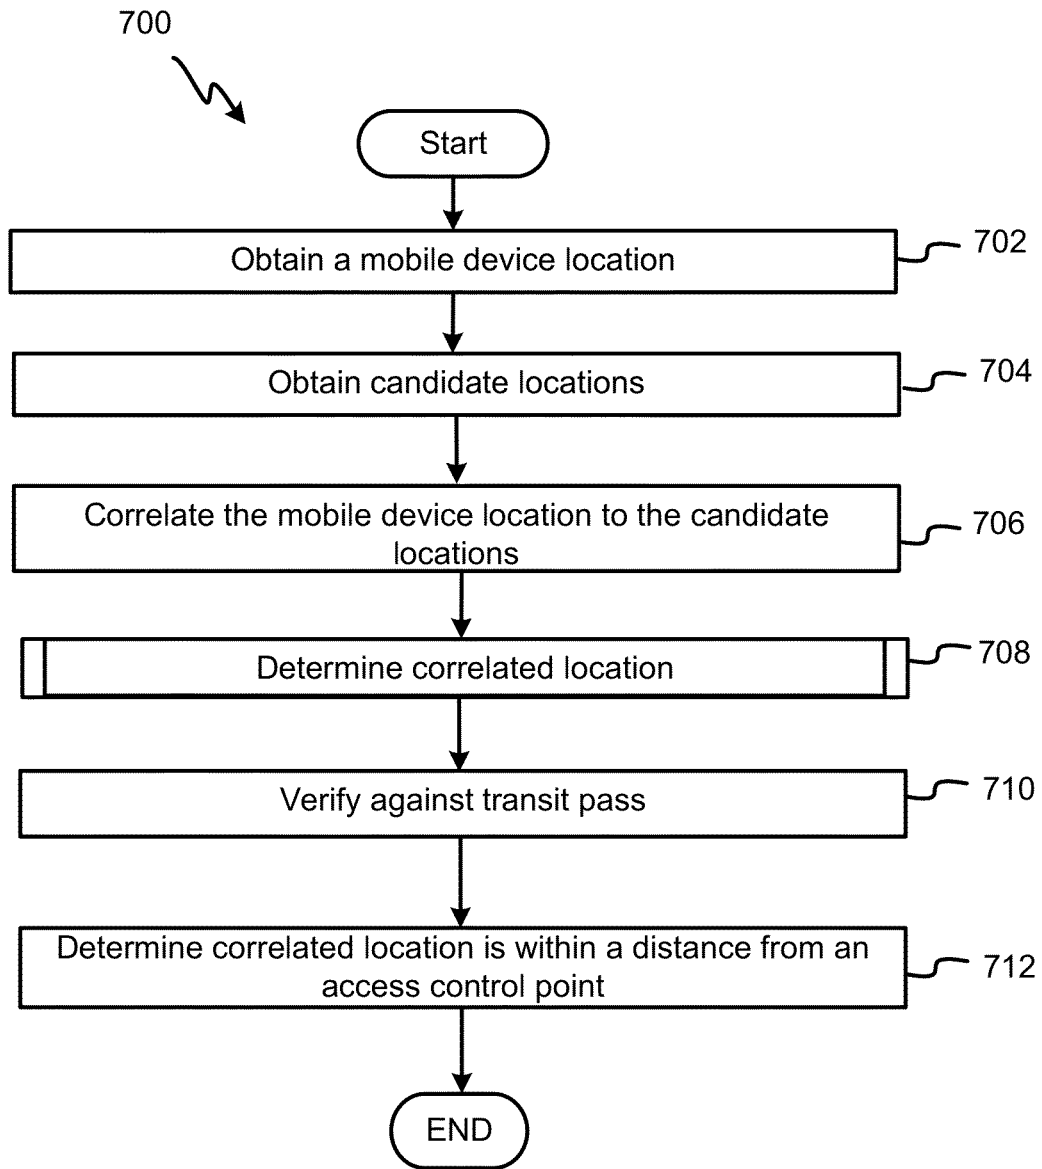 700
Start
Obtain a mobile device location
702
Obtain candidate locations
704
Correlate the mobile device location to the candidate
locations
706
Determine correlated location
708
Verify against transit pass
710
Determine correlated location is within a distance from an
access control point
712
END